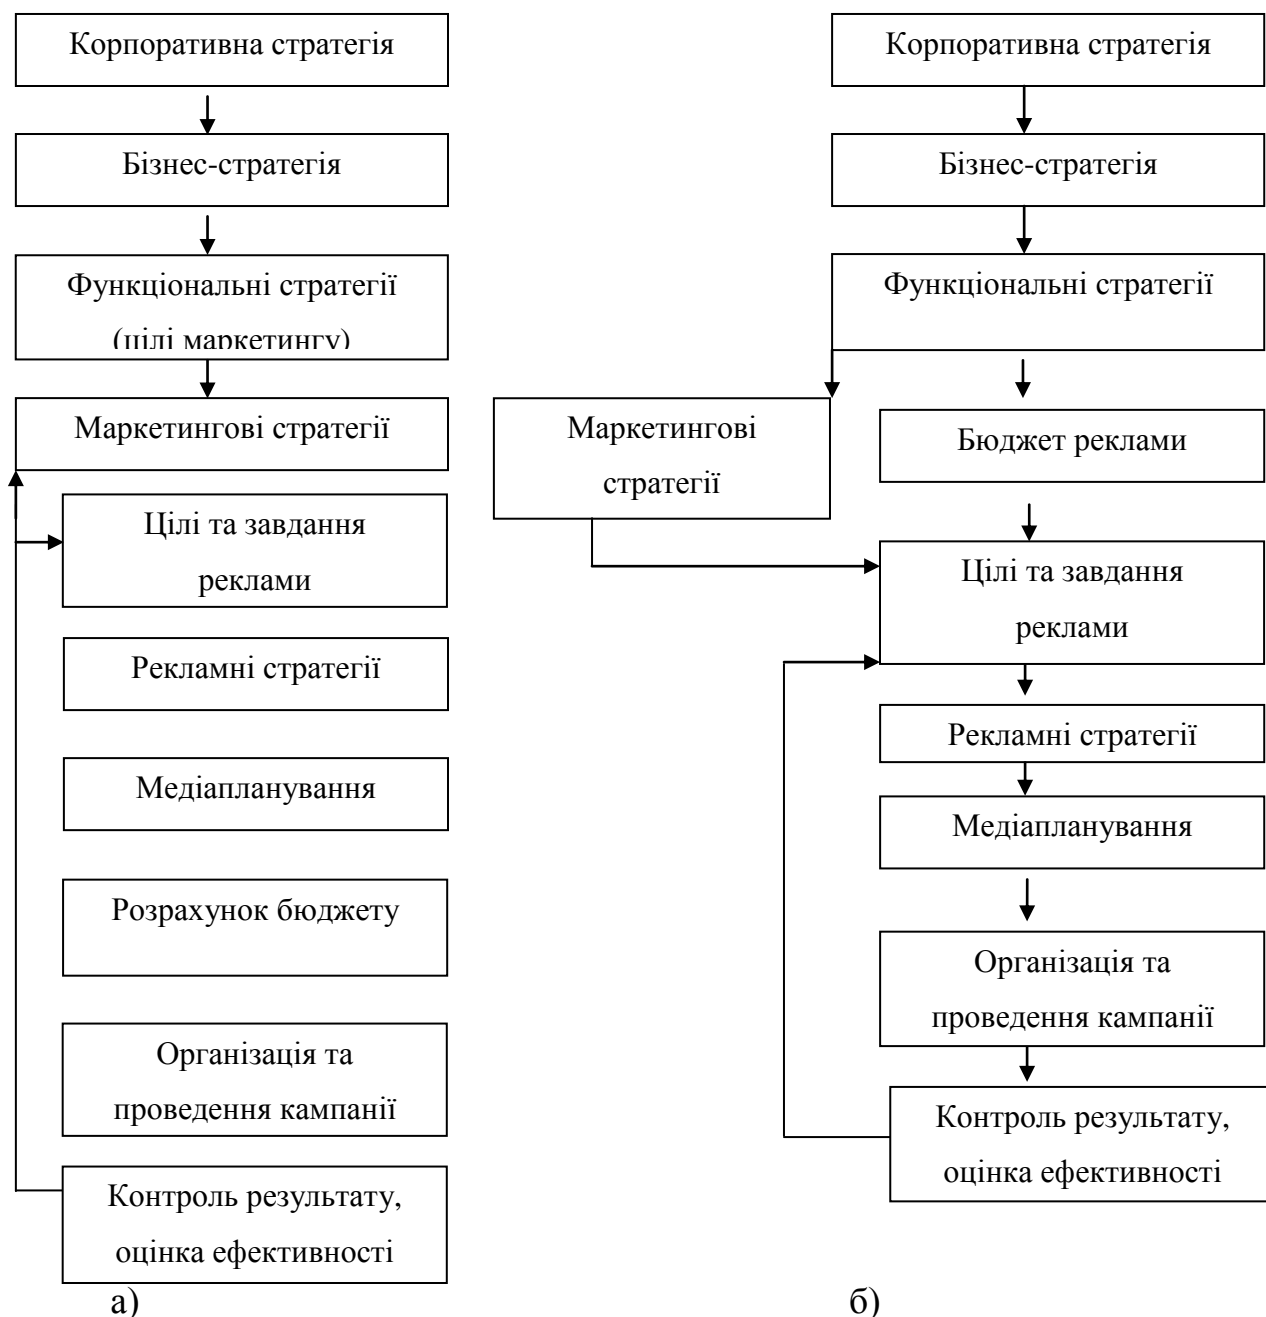 Корпоративна стратегія
Бізнес-стратегія
Функціональні стратегії
(цілі маркетингу)
Маркетингові стратегії
Цілі та завдання
реклами
Рекламні стратегії
Медіапланування
Розрахунок бюджету
Організація та
проведення кампанії
Контроль результату,
оцінка ефективності
а)
Корпоративна стратегія
Бізнес-стратегія
Функціональні стратегії
Маркетингові
стратегії
Бюджет реклами
Цілі та завдання
реклами
Рекламні стратегії
Медіапланування
Організація та
проведення кампанії
Контроль результату,
оцінка ефективності
б)